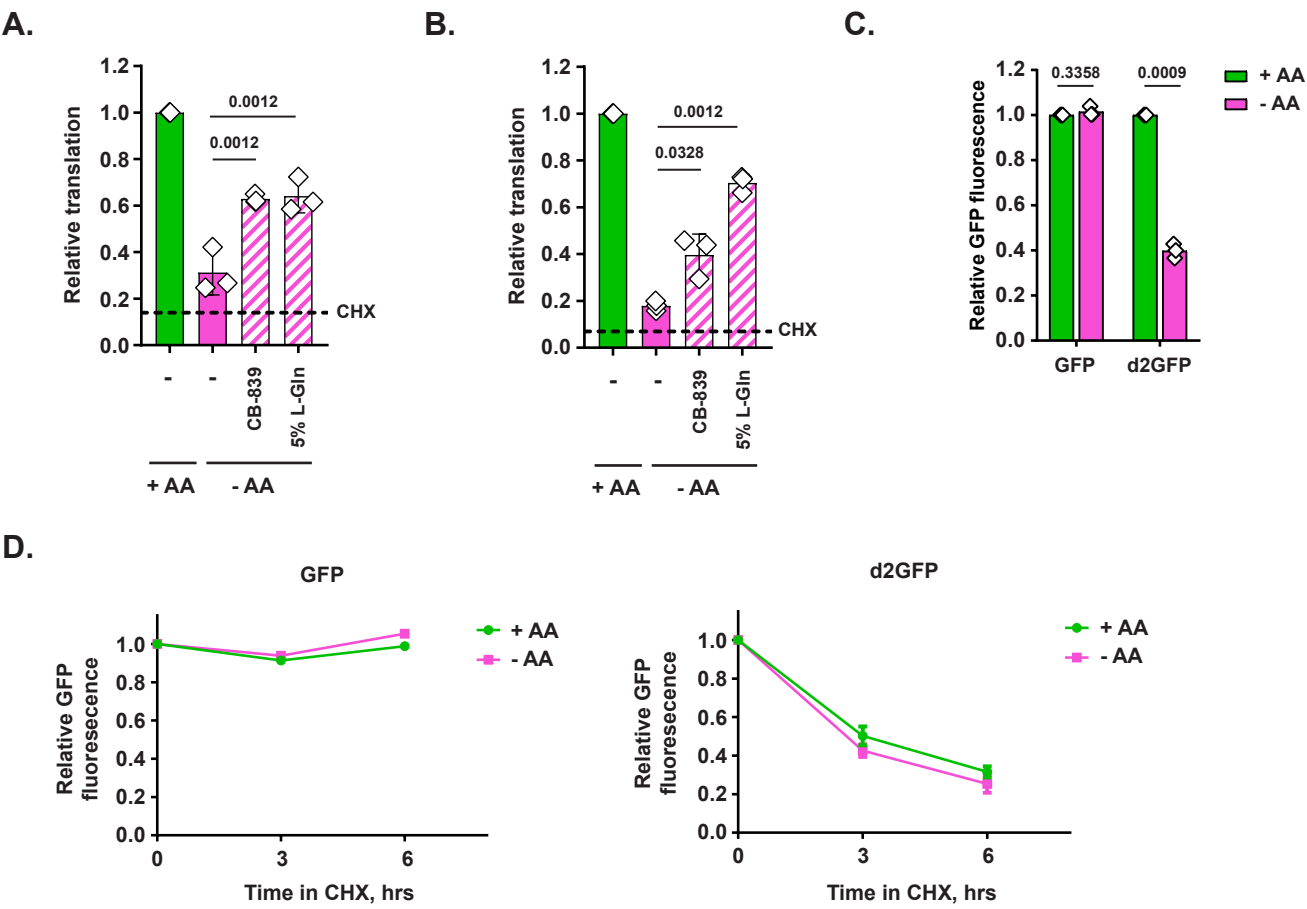 A.
1.2
1.0
0.8
0.6
0.4
0.2
0.0
Relative translation
0.0012
0.0012
CHX
-
-
CB-839
5% L-Gln
+ AA
- AA
B.
1.2
1.0
0.8
0.6
0.4
0.2
0.0
Relative translation
0.0012
0.0328
CHX
-
-
CB-839
5% L-Gln
+ AA
- AA
C.
1.2
1.0
0.8
0.6
0.4
0.2
0.0
Relative GFP fluorescence
0.3358
0.0009
GFP
d2GFP
+ AA
- AA
D.
GFP
1.0
0.8
0.6
0.4
0.2
0.0
Relative GFP
fluoresecence
0
3
6
Time in CHX, hrs
+ AA
- AA
d2GFP
1.0
0.8
0.6
0.4
0.2
0.0
Relative GFP
fluoresecence
0
3
6
Time in CHX, hrs
+ AA
- AA